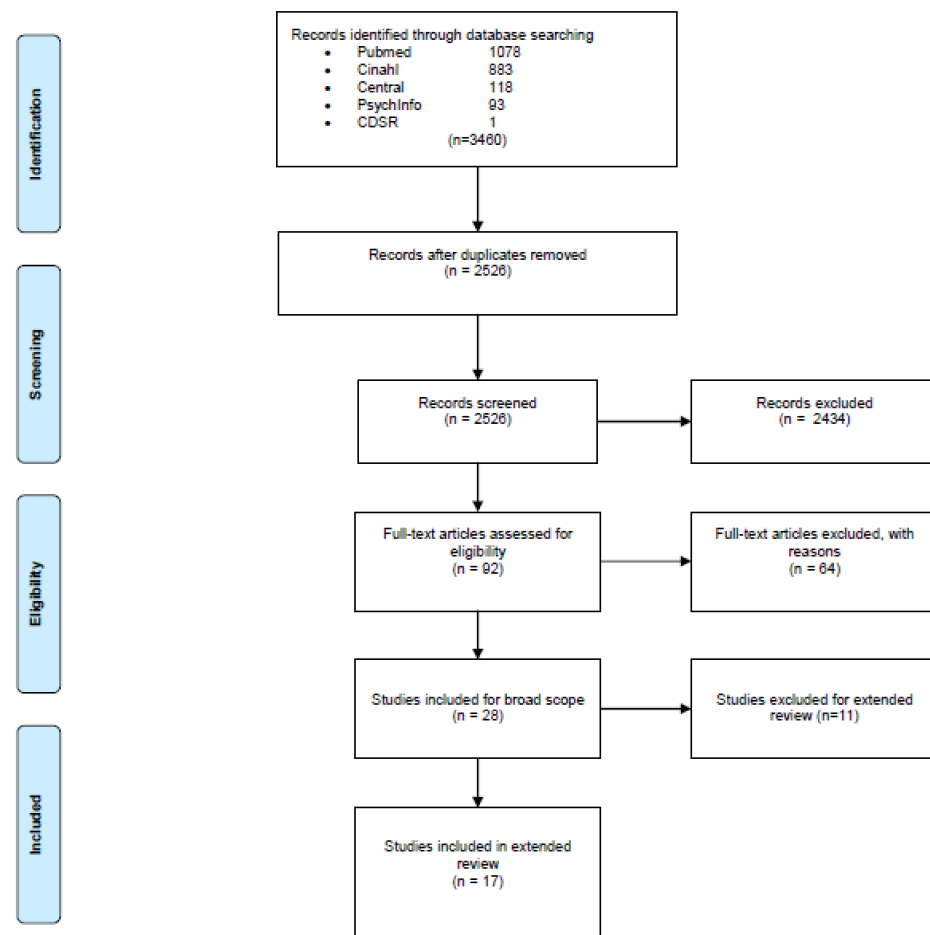 Identification
Records identified through database searching
• Pubmed 1078
• Cinahl 883
• Central 118
• PsychInfo 93
• CDSR 1
(n=3460)
Records after duplicates removed
(n = 2526)
Screening
Records screened
(n = 2526)
Records excluded
(n = 2434)
Eligibility
Full-text articles assessed for
eligibility
(n = 92)
Full-text articles excluded, with
reasons
(n = 64)
Studies included for broad scope
(n = 28)
Studies excluded for extended
review (n=11)
Included
Studies included in extended
review
(n = 17)